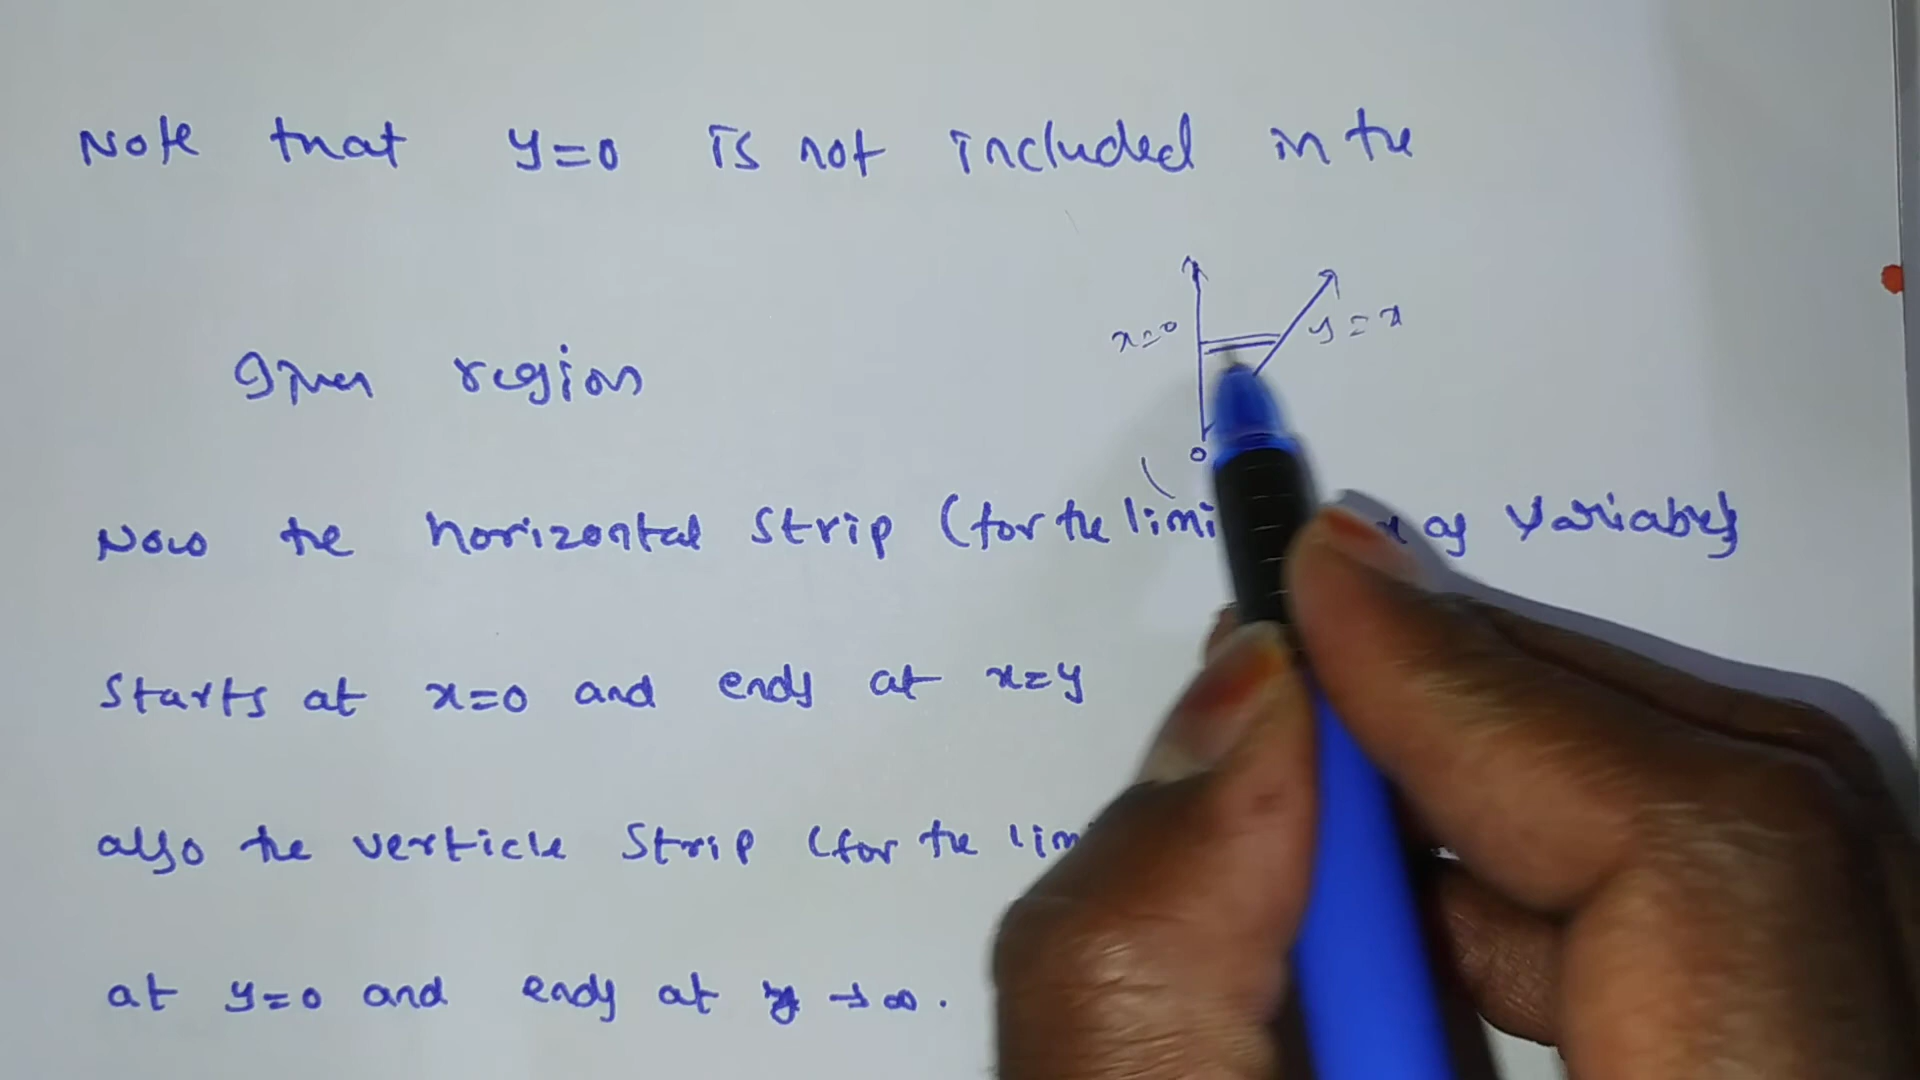 Note that y=0 is not included in the
x=0
y=x
Given region
0
Now the horizontal strip (for the limi x of variable)
starts at x=0 and ends at x=y
also the verticle strip (for the lim
at y=0 and ends at y → ∞.